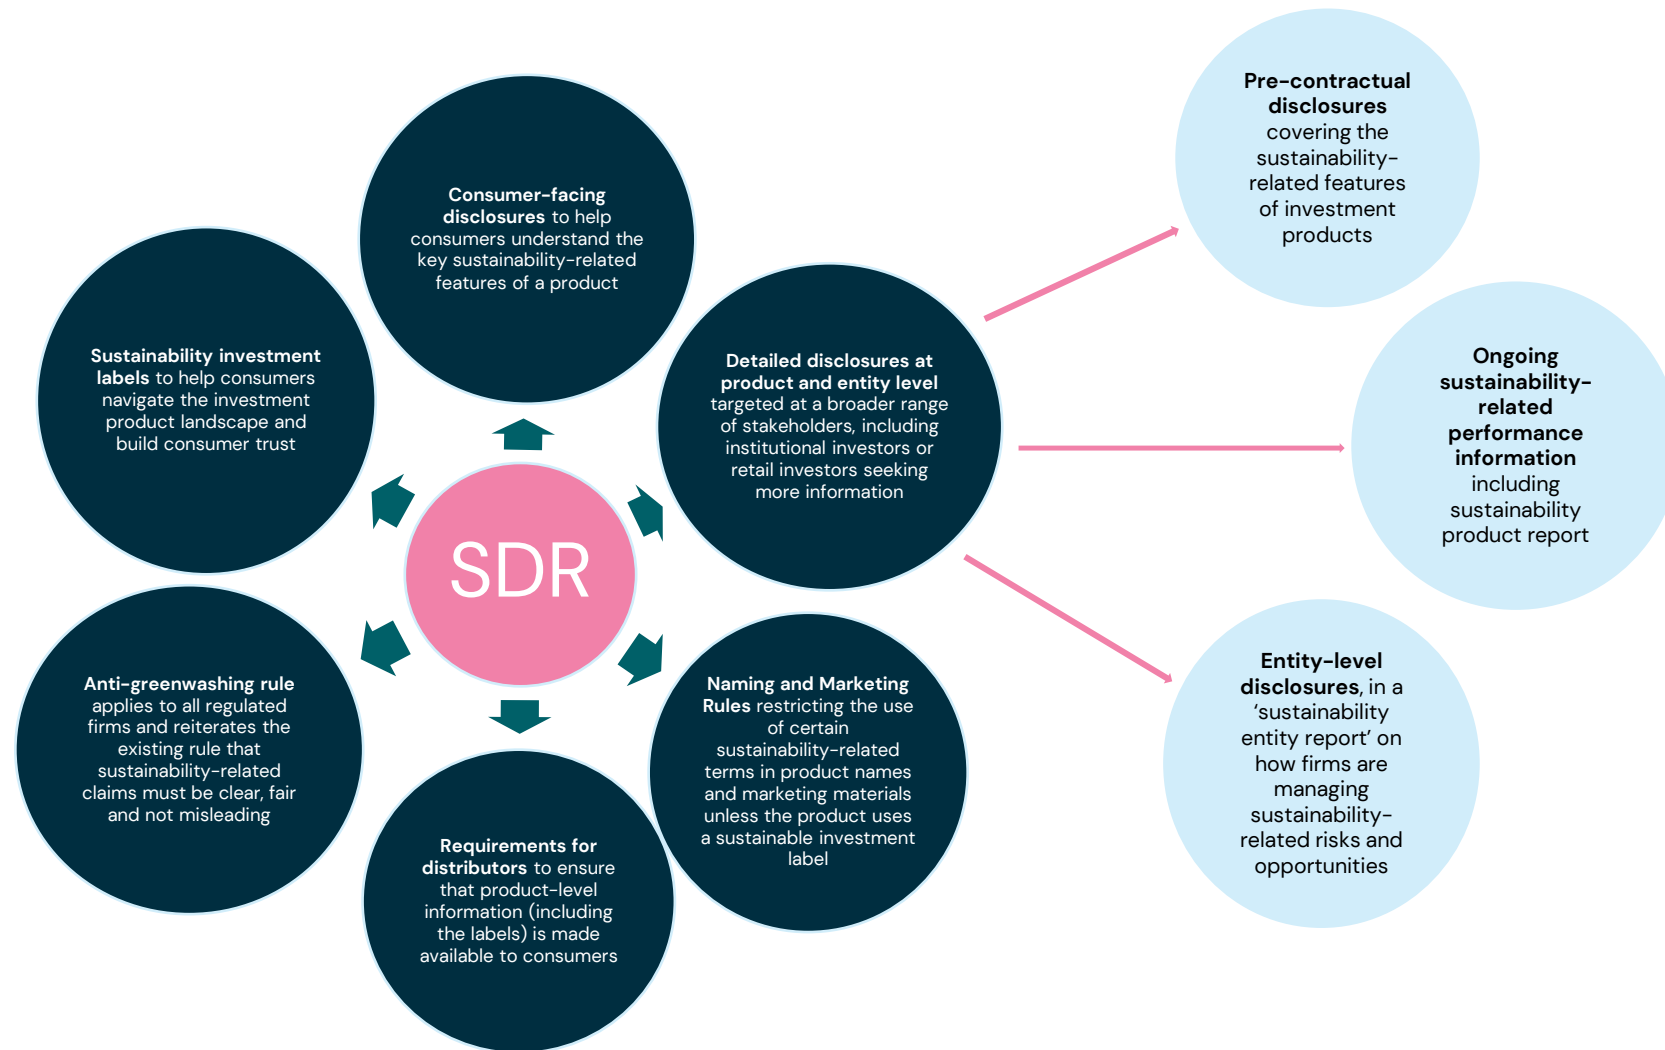 Consumer-facing
disclosures to help
consumers understand the
key sustainability-related
features of a product
Sustainability investment
labels to help consumers
navigate the investment
product landscape and
build consumer trust
Detailed disclosures at
product and entity level
targeted at a broader range
of stakeholders, including
institutional investors or
retail investors seeking
more information
SDR
Anti-greenwashing rule
applies to all regulated
firms and reiterates the
existing rule that
sustainability-related
claims must be clear, fair
and not misleading
Naming and Marketing
Rules restricting the use
of certain
sustainability-related
terms in product names
and marketing materials
unless the product uses
a sustainable investment
label
Requirements for
distributors to ensure
that product-level
information (including
the labels) is made
available to consumers
Pre-contractual
disclosures
covering the
sustainability-
related features
of investment
products
Ongoing
sustainability-
related
performance
information
including
sustainability
product report
Entity-level
disclosures, in a
‘sustainability
entity report’ on
how firms are
managing
sustainability-
related risks and
opportunities